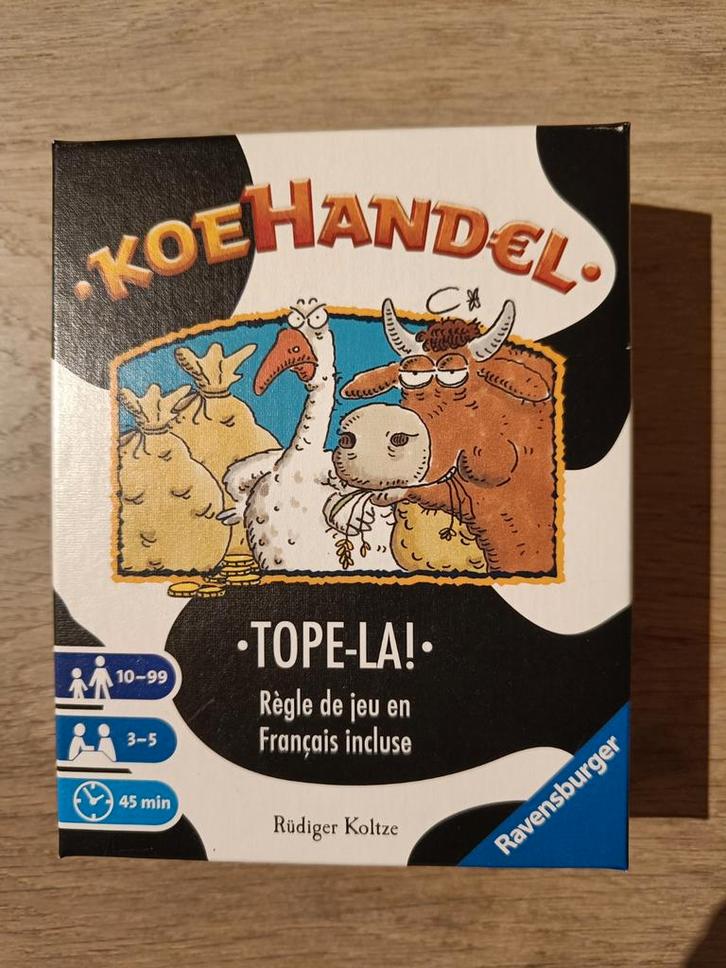 ·KOEHANDEL·
·TOPE-LA!·
Règle de jeu en
Français incluse
10–99
3–5
45 min
Rüdiger Koltze
Ravensburger